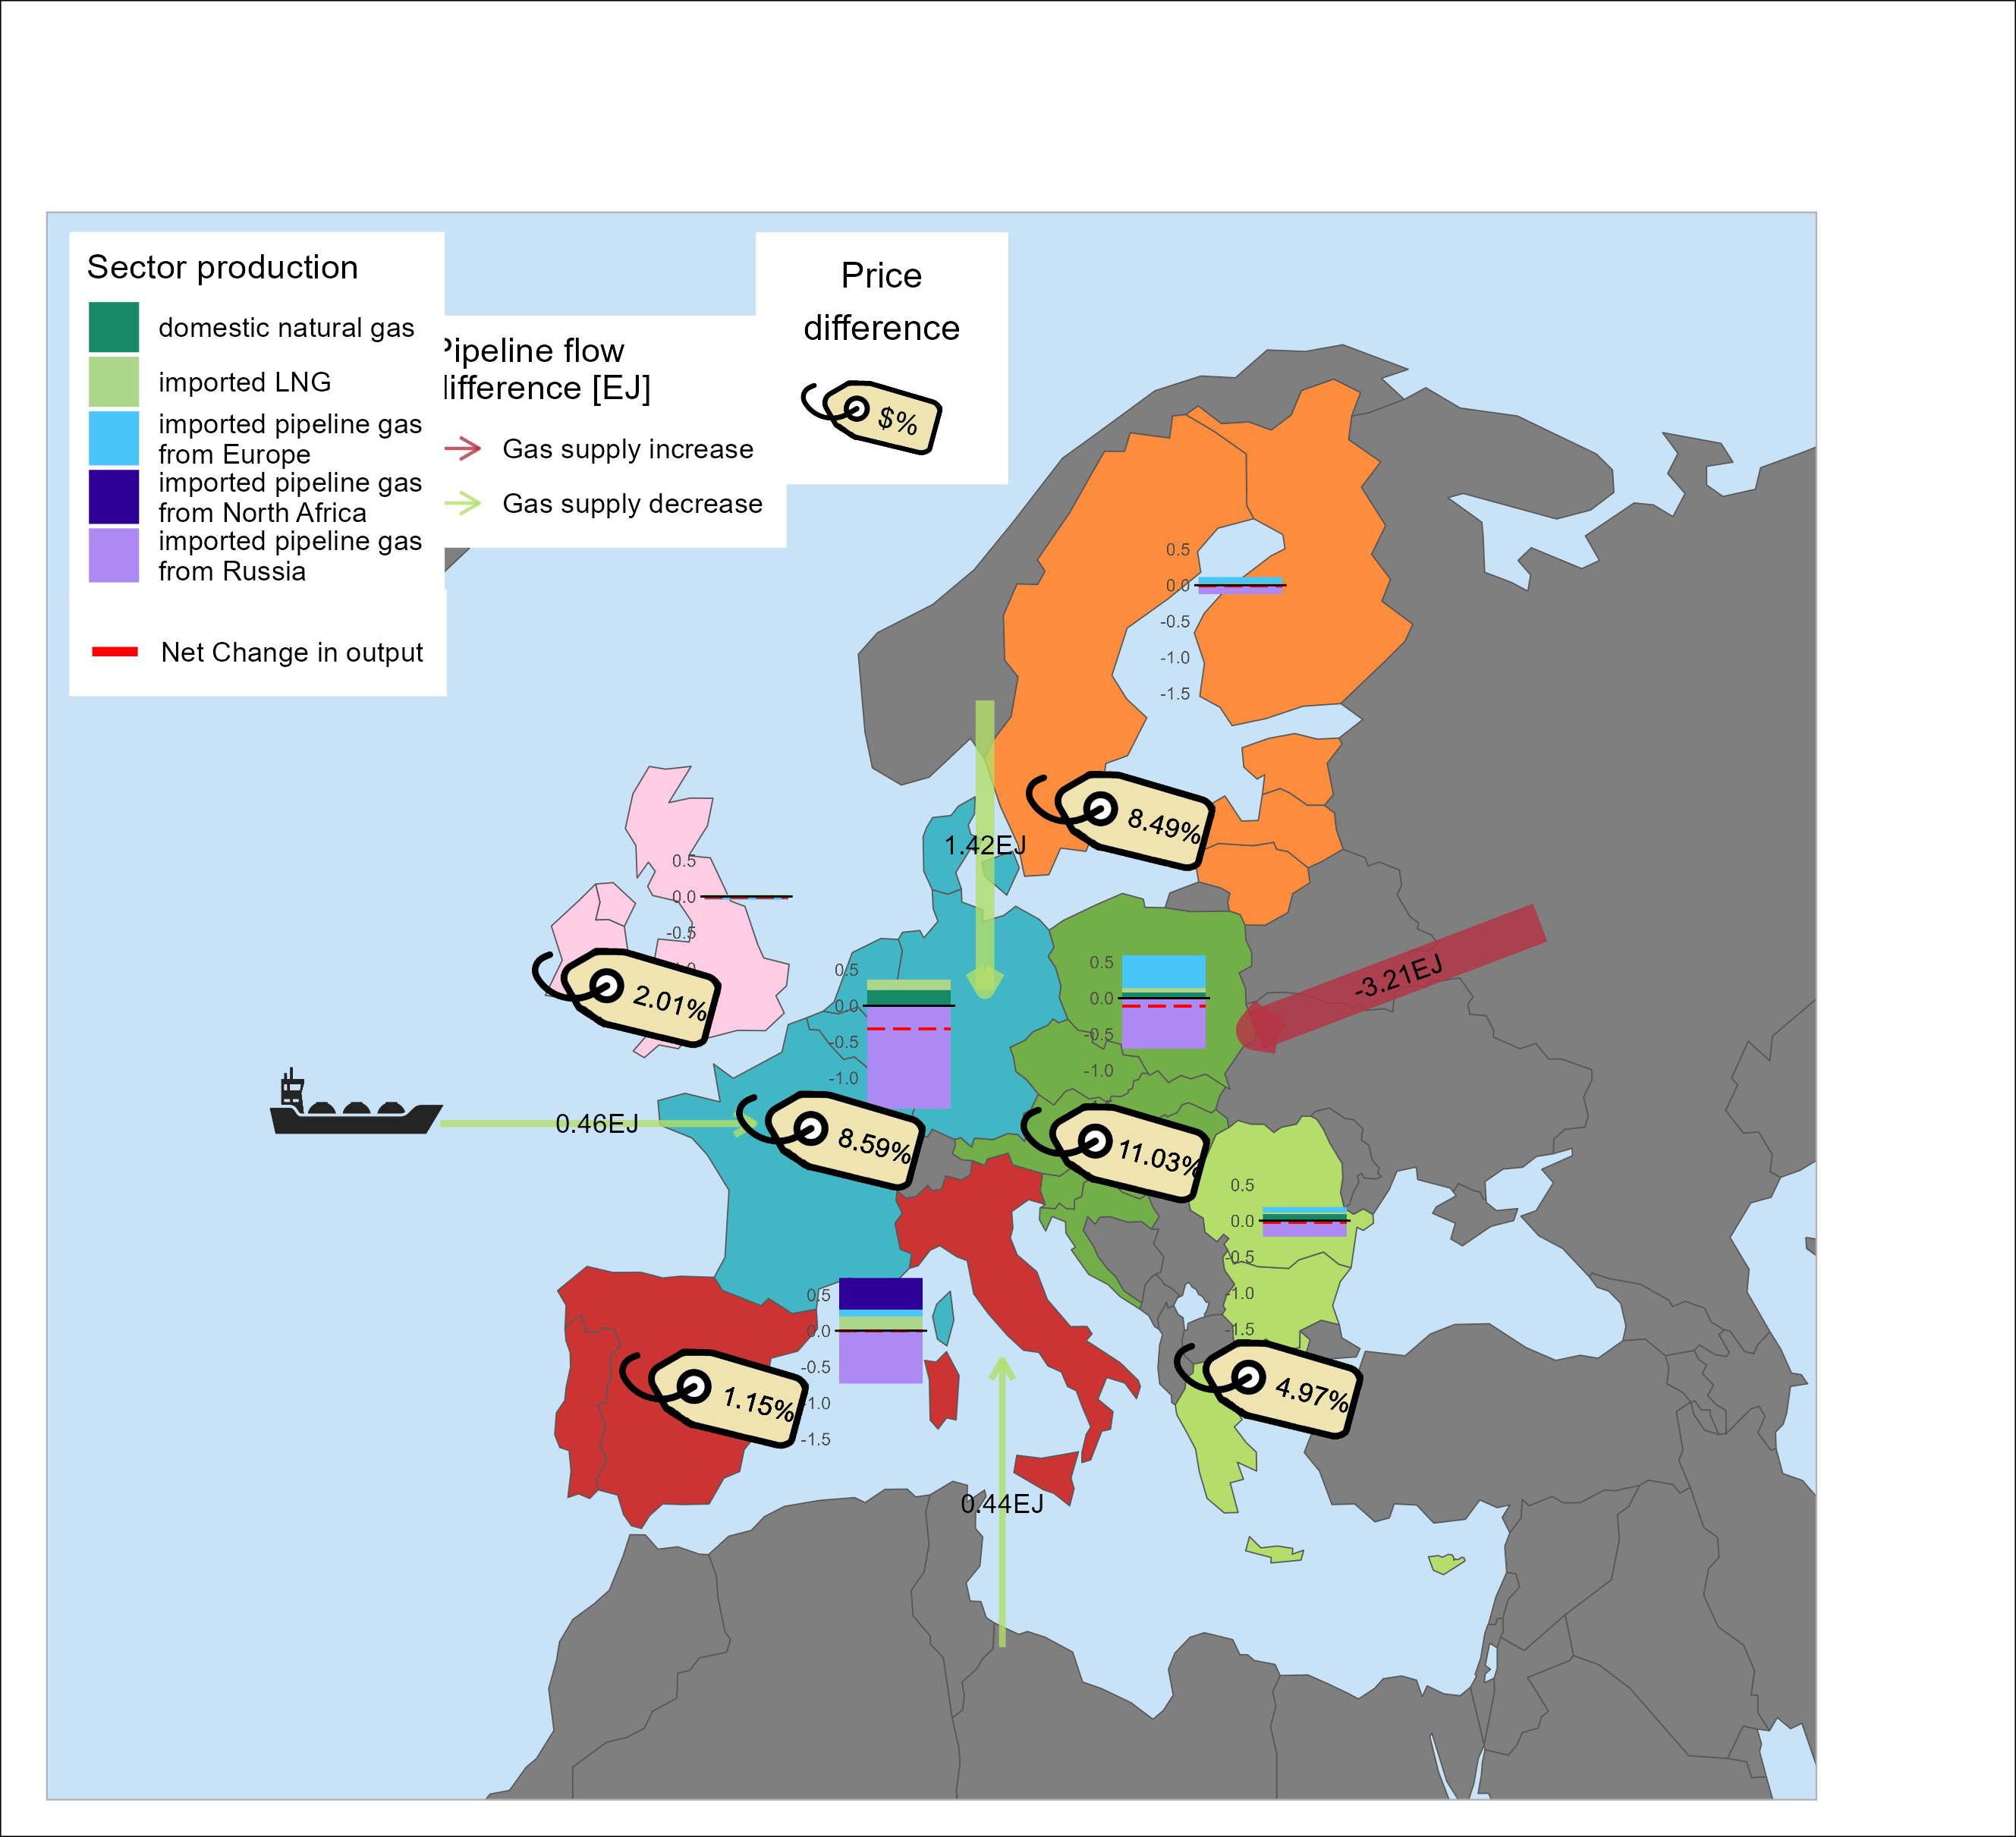 Sector production
domestic natural gas
imported LNG
imported pipeline gas
from Europe
imported pipeline gas
from North Africa
imported pipeline gas
from Russia
Net Change in output
Pipeline flow
difference [EJ]
Gas supply increase
Gas supply decrease
Price
difference
$%
0.5
0.0
-0.5
-1.0
-1.5
8.49%
1.42EJ
0.5
0.0
-0.5
2.01%
-3.21EJ
0.5
0.0
-0.5
-1.0
0.5
0.0
-0.5
-1.0
0.46EJ
8.59%
11.03%
0.5
0.0
-0.5
-1.0
-1.5
4.97%
0.5
0.0
-0.5
-1.0
-1.5
1.15%
0.44EJ